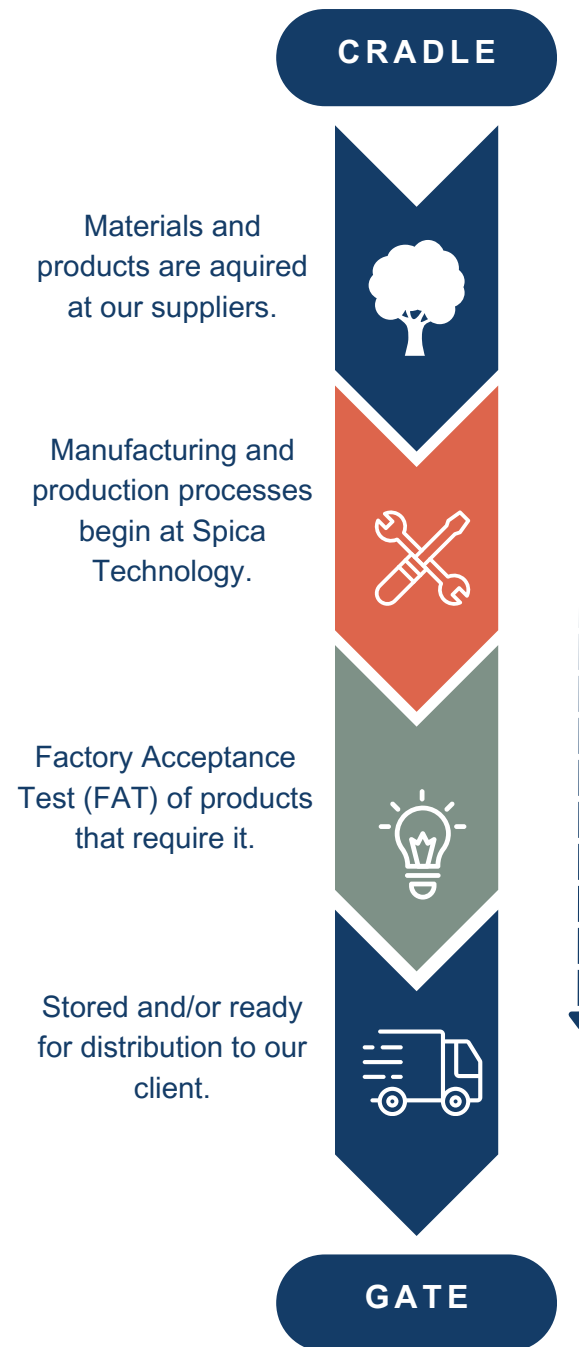 CRADLE
Materials and
products are aquired
at our suppliers.
Manufacturing and
production processes
begin at Spica
Technology.
Factory Acceptance
Test (FAT) of products
that require it.
Stored and/or ready
for distribution to our
client.
GATE